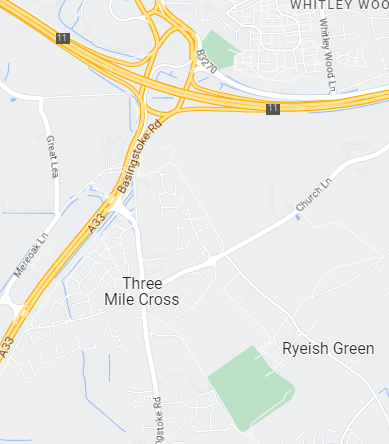 WHITLEY WOO
11
Whitley Wood Ln
B3270
11
Basingstoke Rd
Great Lea
Church Ln
A33
Mereoak Ln
Three
Mile Cross
A33
Ryeish Green
ngstoke Rd